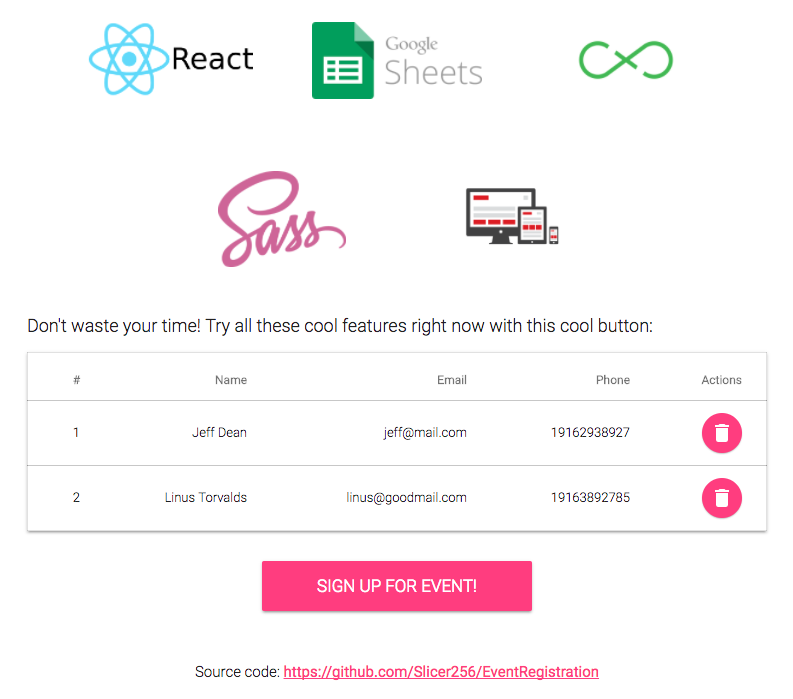 React
Google
Sheets
Sass
Don't waste your time! Try all these cool features right now with this cool button:
# Name Email Phone Actions
1 Jeff Dean jeff@mail.com 19162938927
2 Linus Torvalds linus@goodmail.com 19163892785
SIGN UP FOR EVENT!
Source code: https://github.com/Slicer256/EventRegistration